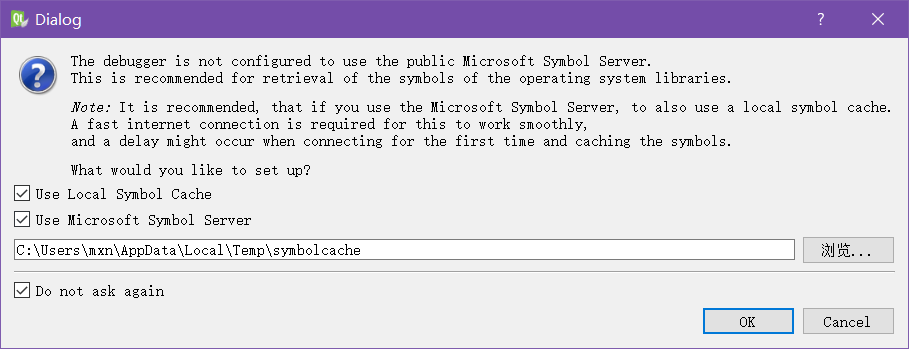 Dialog
The debugger is not configured to use the public Microsoft Symbol Server.
This is recommended for retrieval of the symbols of the operating system libraries.
Note: It is recommended, that if you use the Microsoft Symbol Server, to also use a local symbol cache.
A fast internet connection is required for this to work smoothly,
and a delay might occur when connecting for the first time and caching the symbols.
What would you like to set up?
Use Local Symbol Cache
Use Microsoft Symbol Server
C:\Users\mxn\AppData\Local\Temp\symbolcache
浏览...
Do not ask again
OK
Cancel